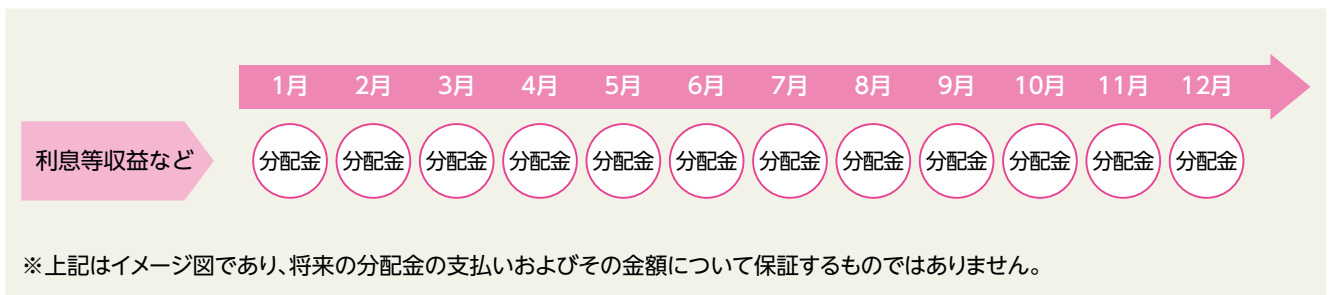 1月 2月 3月 4月 5月 6月 7月 8月 9月 10月 11月 12月
利息等収益など 分配金 分配金 分配金 分配金 分配金 分配金 分配金 分配金 分配金 分配金 分配金 分配金
※上記はイメージ図であり、将来の分配金の支払いおよびその金額について保証するものではありません。